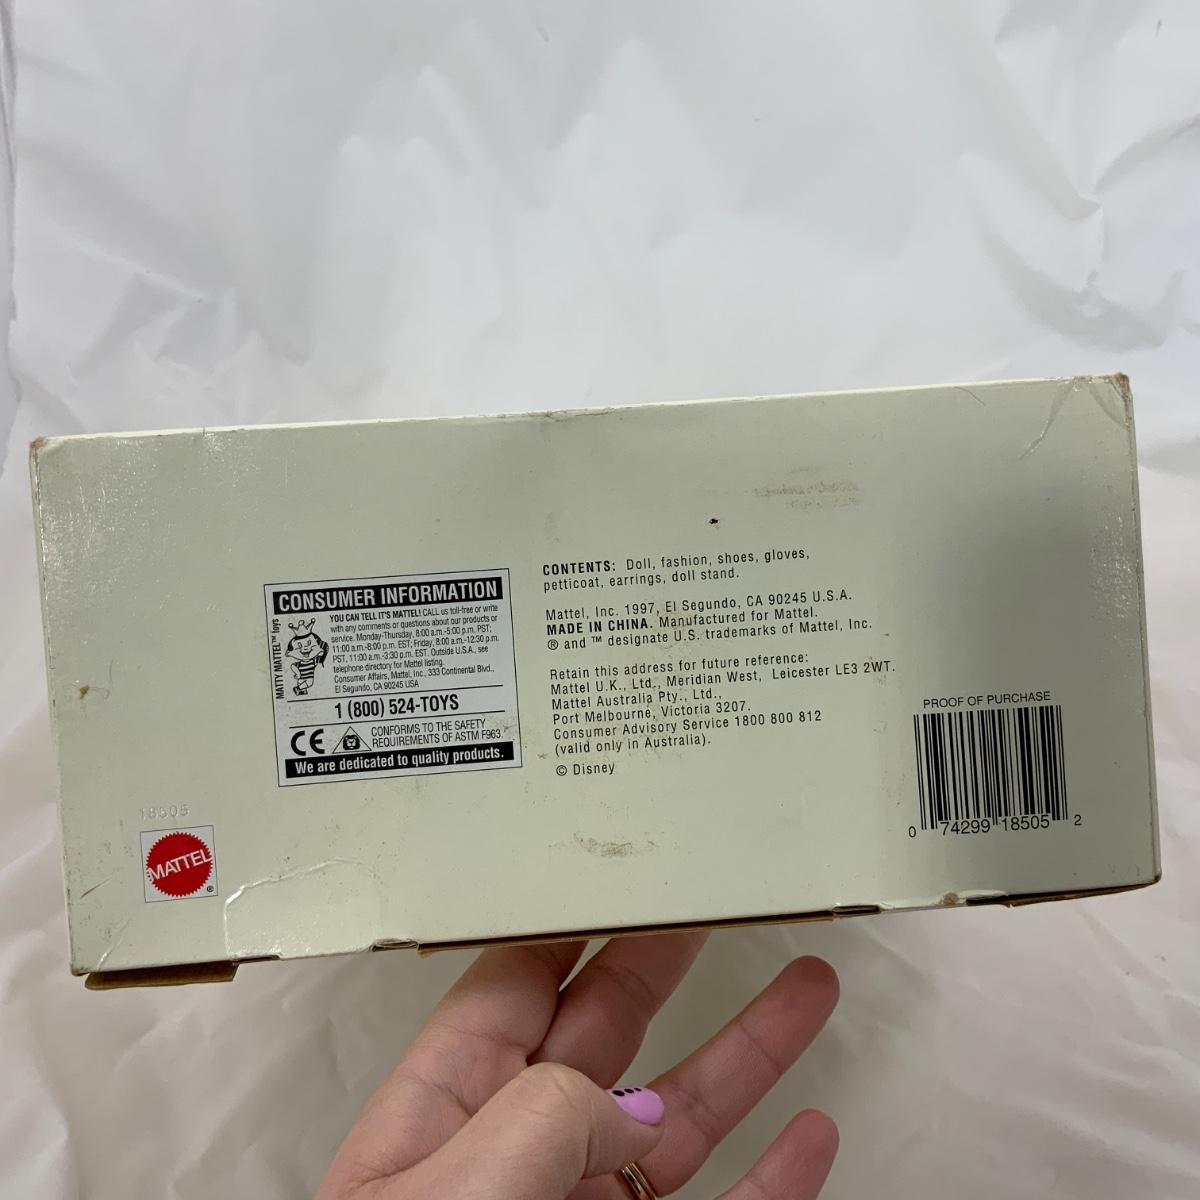 CONSUMER INFORMATION
MATTY MATTEL™ toys
YOU CAN TELL IT'S MATTEL! CALL us toll-free or write
with any comments or questions about our products or
service. Monday-Thursday, 8:00 a.m.-5:00 p.m. PST,
11:00 a.m.-8:00 p.m. EST; Friday, 8:00 a.m.-12:30 p.m.
PST, 11:00 a.m.-3:30 p.m. EST. Outside U.S.A., see
telephone directory for Mattel listing.
Consumer Affairs, Mattel, Inc., 333 Continental Blvd.,
El Segundo, CA 90245 USA
1 (800) 524-TOYS
CE
CONFORMS TO THE SAFETY
REQUIREMENTS OF ASTM F963.
We are dedicated to quality products.
18505
MATTEL
®
CONTENTS: Doll, fashion, shoes, gloves,
petticoat, earrings, doll stand.
Mattel, Inc. 1997, El Segundo, CA 90245 U.S.A.
MADE IN CHINA. Manufactured for Mattel.
® and ™ designate U.S. trademarks of Mattel, Inc.
Retain this address for future reference:
Mattel U.K., Ltd., Meridian West, Leicester LE3 2WT.
Mattel Australia Pty., Ltd.,
Port Melbourne, Victoria 3207.
Consumer Advisory Service 1800 800 812
(valid only in Australia).
© Disney
PROOF OF PURCHASE
0 74299 18505 2